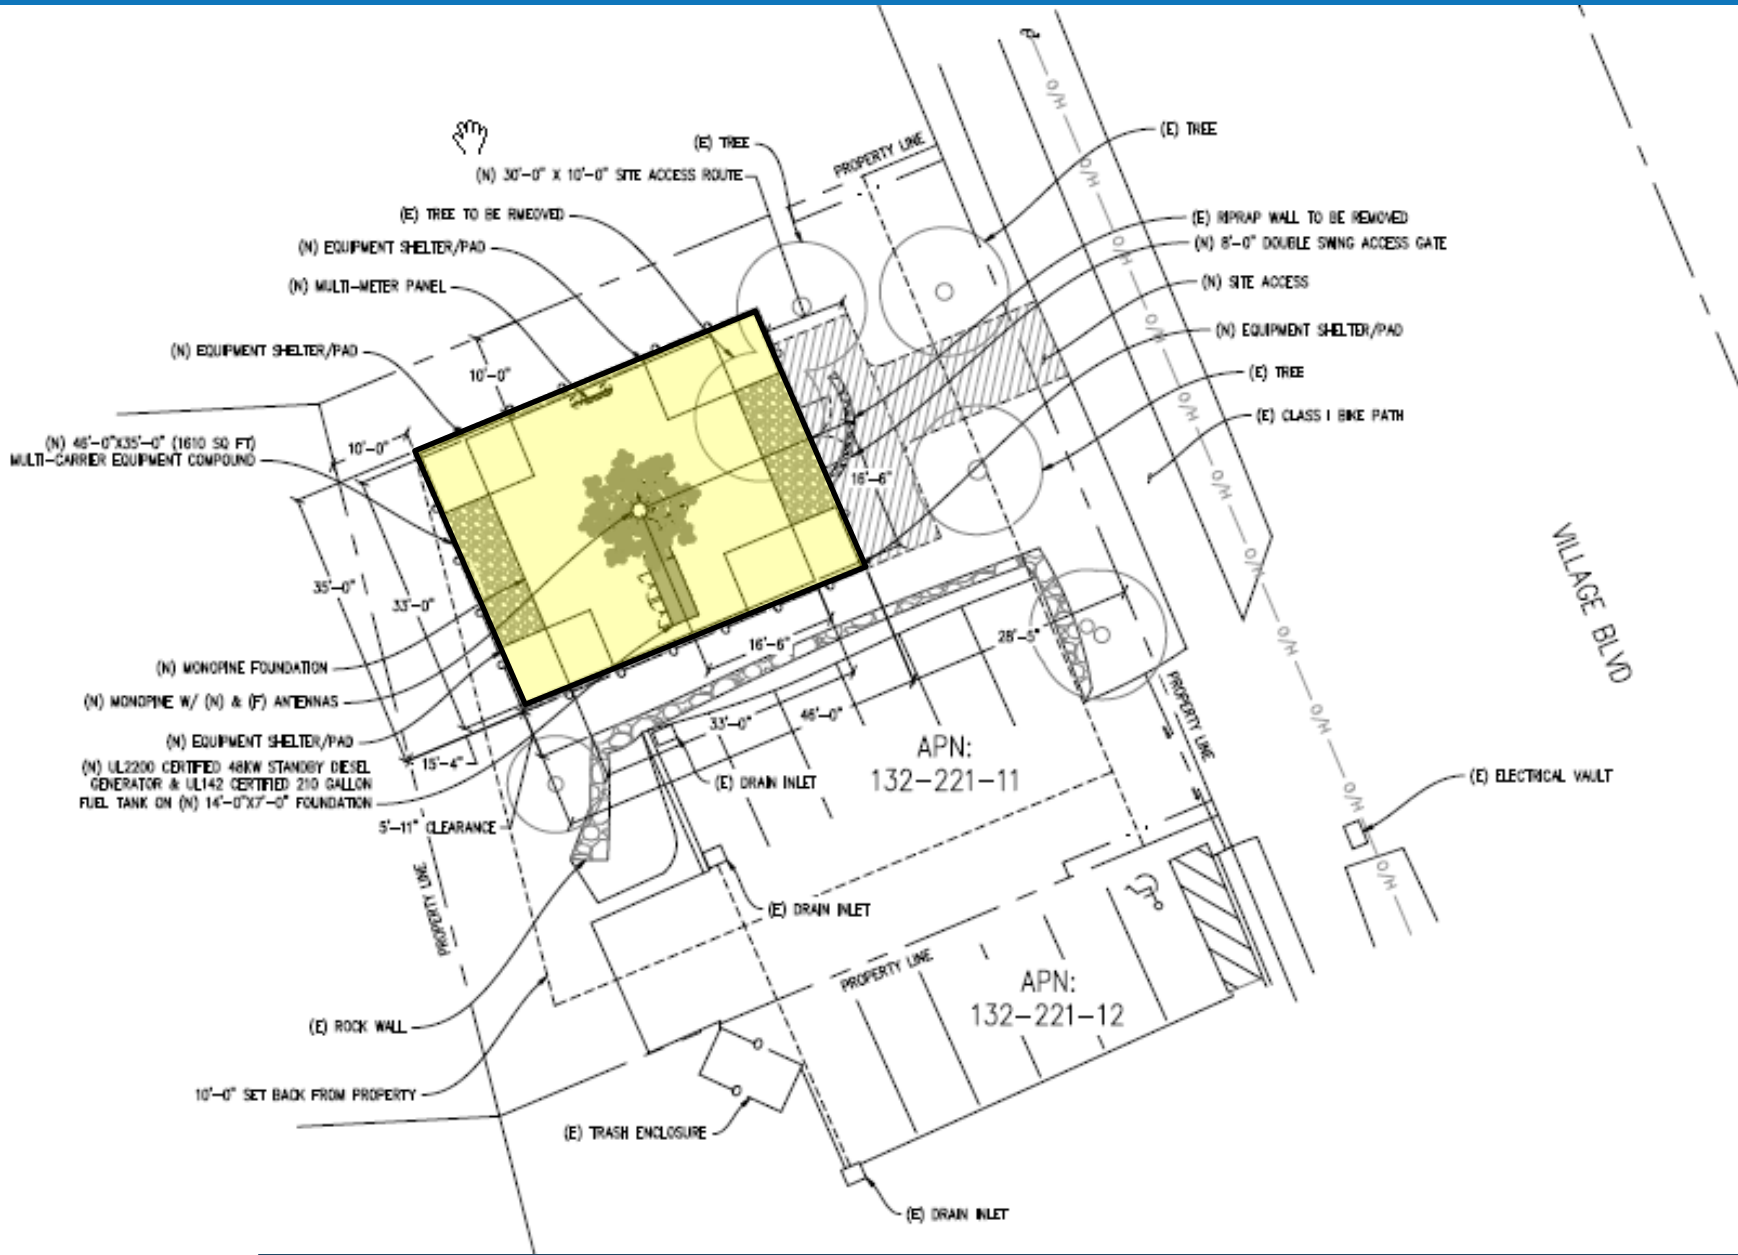 (E) TREE
(E) TREE
PROPERTY LINE
(N) 30'-0" X 10'-0" SITE ACCESS ROUTE
(E) TREE TO BE RMEOVED
(E) RIPRAP WALL TO BE REMOVED
(N) EQUIPMENT SHELTER/PAD
(N) 8'-0" DOUBLE SWING ACCESS GATE
(N) MULTI-METER PANEL
(N) SITE ACCESS
(N) EQUIPMENT SHELTER/PAD
(N) EQUIPMENT SHELTER/PAD
10'-0"
(E) TREE
(E) CLASS I BIKE PATH
(N) 46'-0"X35'-0" (1610 SQ FT)
MULTI-CARRIER EQUIPMENT COMPOUND
10'-0"
16'-6"
35'-0"
33'-0"
VILLAGE BLVD
16'-6"
28'-5"
(N) MONOPINE FOUNDATION
(N) MONOPINE W/ (N) & (F) ANTENNAS
33'-0"
46'-0"
PROPERTY LINE
(N) EQUIPMENT SHELTER/PAD
15'-4"
(N) UL2200 CERTIFIED 48KW STANDBY DIESEL
GENERATOR & UL142 CERTIFIED 210 GALLON
FUEL TANK ON (N) 14'-0"X7'-0" FOUNDATION
APN:
132-221-11
(E) DRAIN INLET
(E) ELECTRICAL VAULT
5'-11" CLEARANCE
PROPERTY LINE
(E) DRAIN INLET
PROPERTY LINE
APN:
132-221-12
(E) ROCK WALL
10'-0" SET BACK FROM PROPERTY
(E) TRASH ENCLOSURE
(E) DRAIN INLET
O/H
O/H
O/H
O/H
O/H
O/H
O/H
O/H
O/H
O/H
O/H